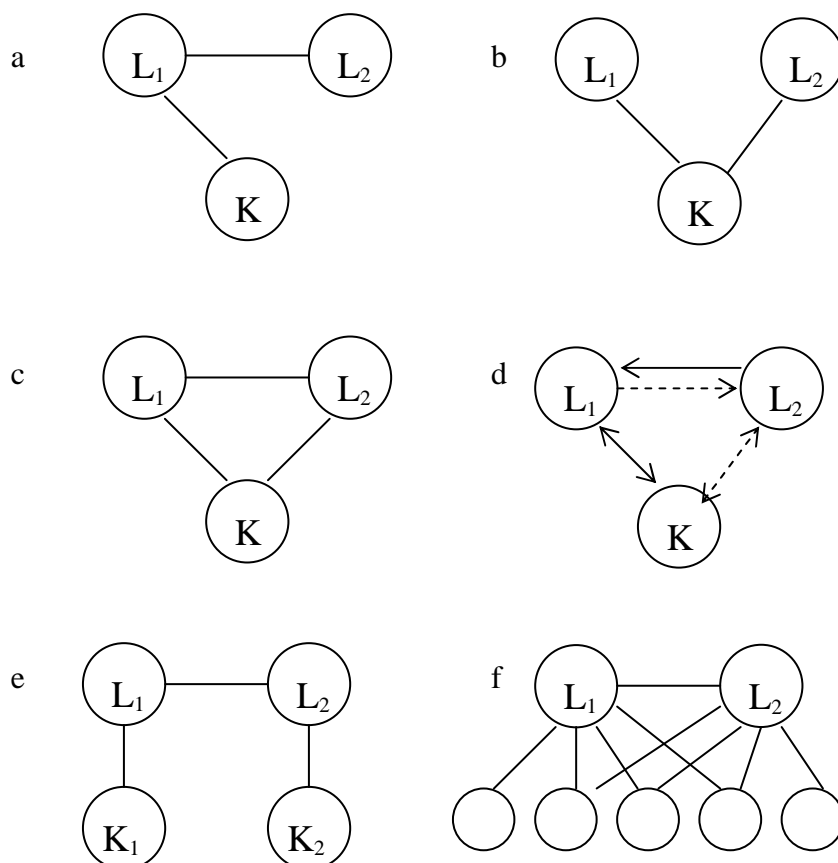 a L₁ L₂
b L₁ L₂
K
K
c L₁ L₂
d L₁ L₂
K
K
e L₁ L₂
f L₁ L₂
K₁ K₂